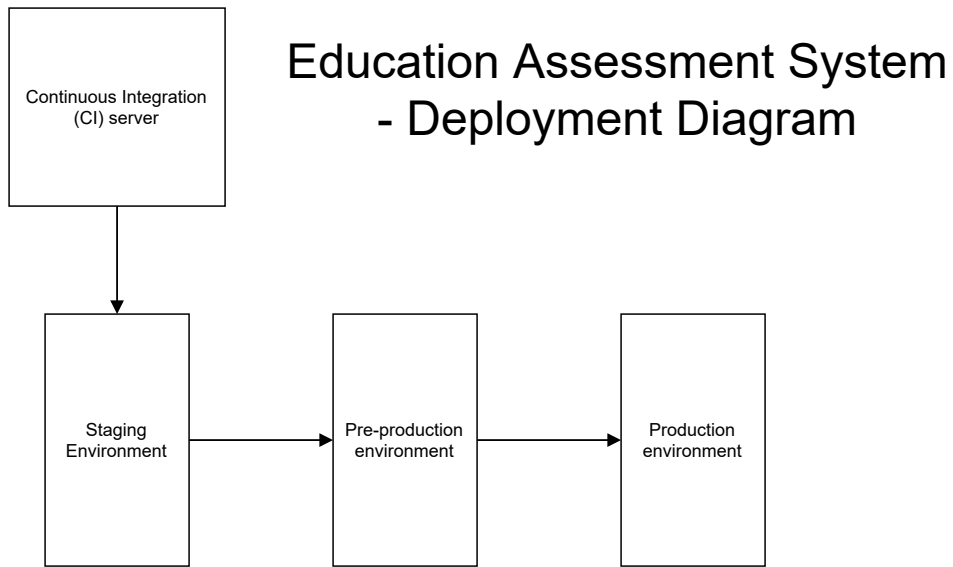 Education Assessment System
- Deployment Diagram
Continuous Integration
(CI) server
Staging
Environment
Pre-production
environment
Production
environment